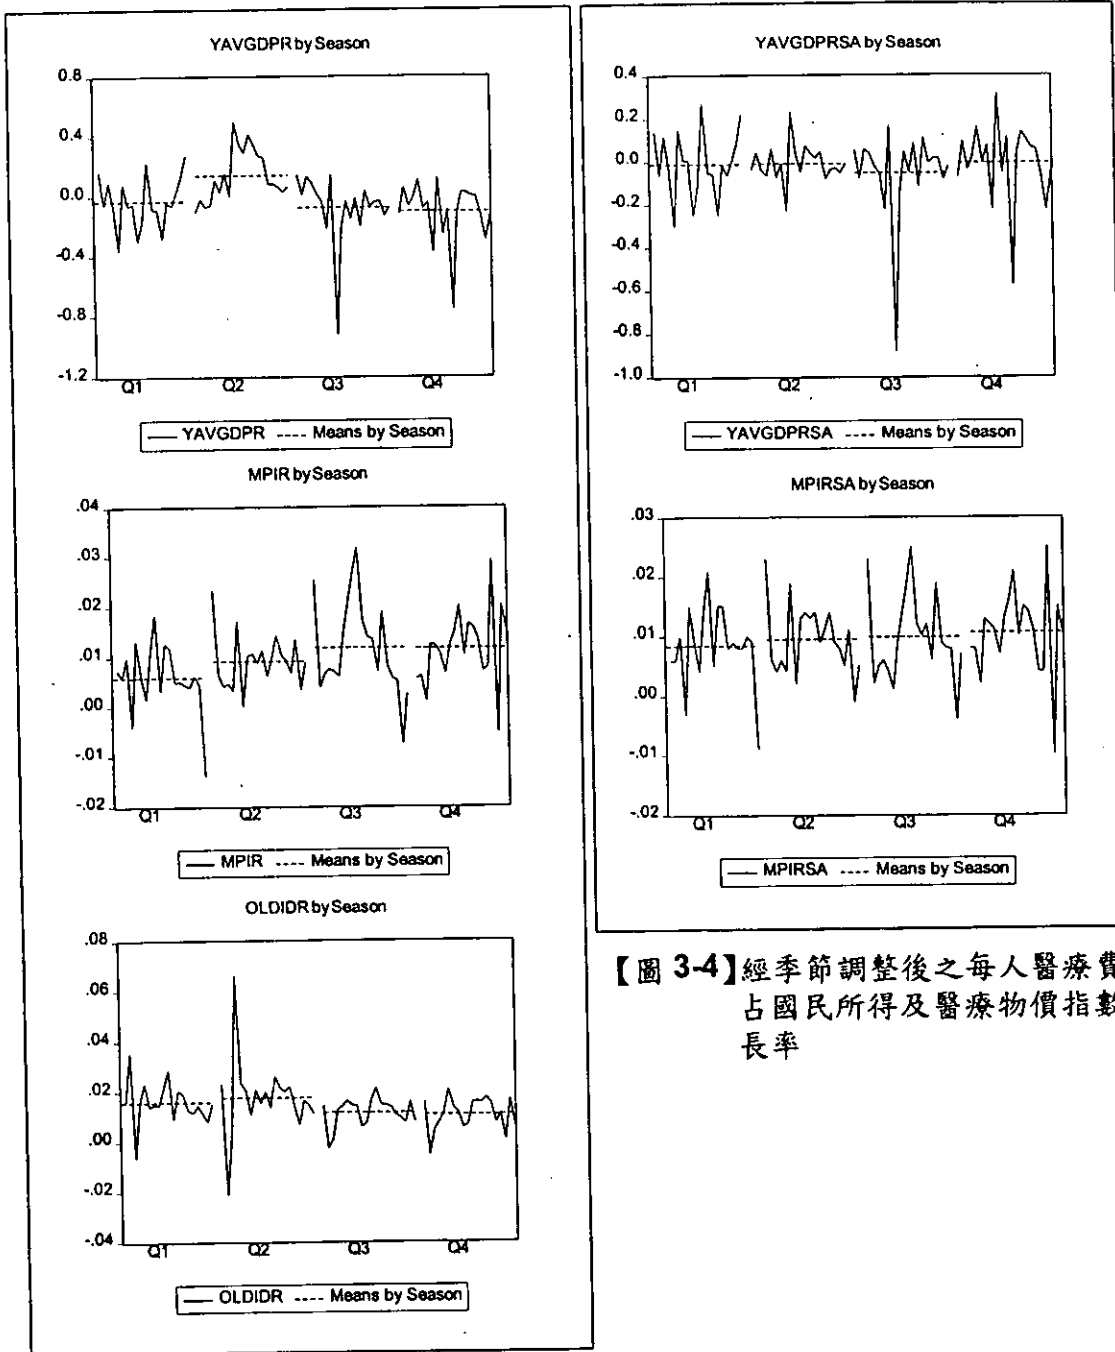 YAVGDPR by Season
0.8
0.4
0.0
-0.4
-0.8
-1.2
Q1 Q2 Q3 Q4
YAVGDPR Means by Season
MPIR by Season
.04
.03
.02
.01
.00
-.01
-.02
Q1 Q2 Q3 Q4
MPIR Means by Season
OLDIDR by Season
.08
.06
.04
.02
.00
-.02
-.04
Q1 Q2 Q3 Q4
OLDIDR Means by Season
YAVGDPRSA by Season
0.4
0.2
0.0
-0.2
-0.4
-0.6
-0.8
-1.0
Q1 Q2 Q3 Q4
YAVGDPRSA Means by Season
MPIRSA by Season
.03
.02
.01
.00
-.01
-.02
Q1 Q2 Q3 Q4
MPIRSA Means by Season
【圖 3-4】經季節調整後之每人醫療費
占國民所得及醫療物價指數
長率